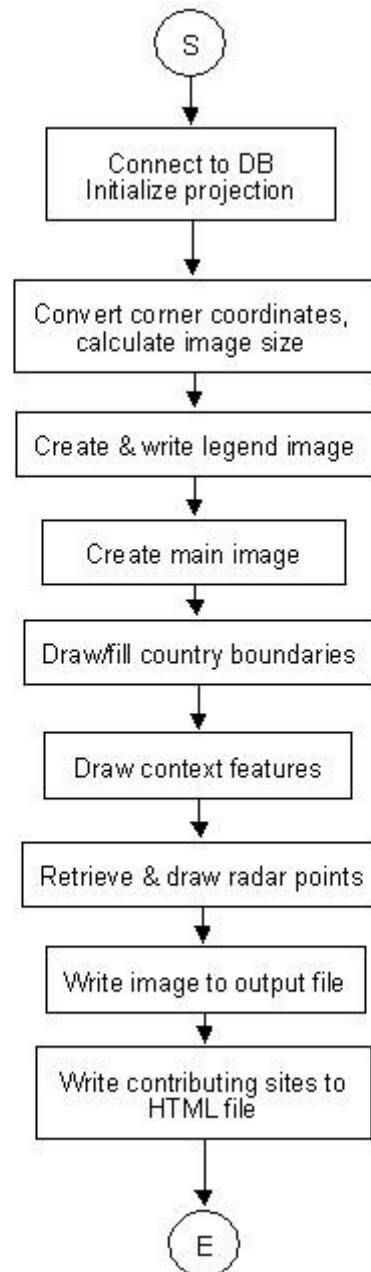 S
Connect to DB
Initialize projection
Convert corner coordinates,
calculate image size
Create & write legend image
Create main image
Draw/fill country boundaries
Draw context features
Retrieve & draw radar points
Write image to output file
Write contributing sites to
HTML file
E